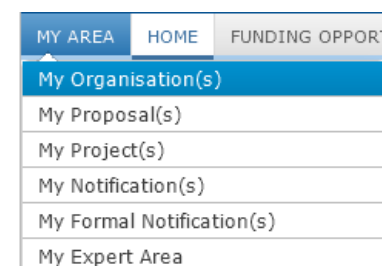 MY AREA HOME FUNDING OPPORT
My Organisation(s)
My Proposal(s)
My Project(s)
My Notification(s)
My Formal Notification(s)
My Expert Area